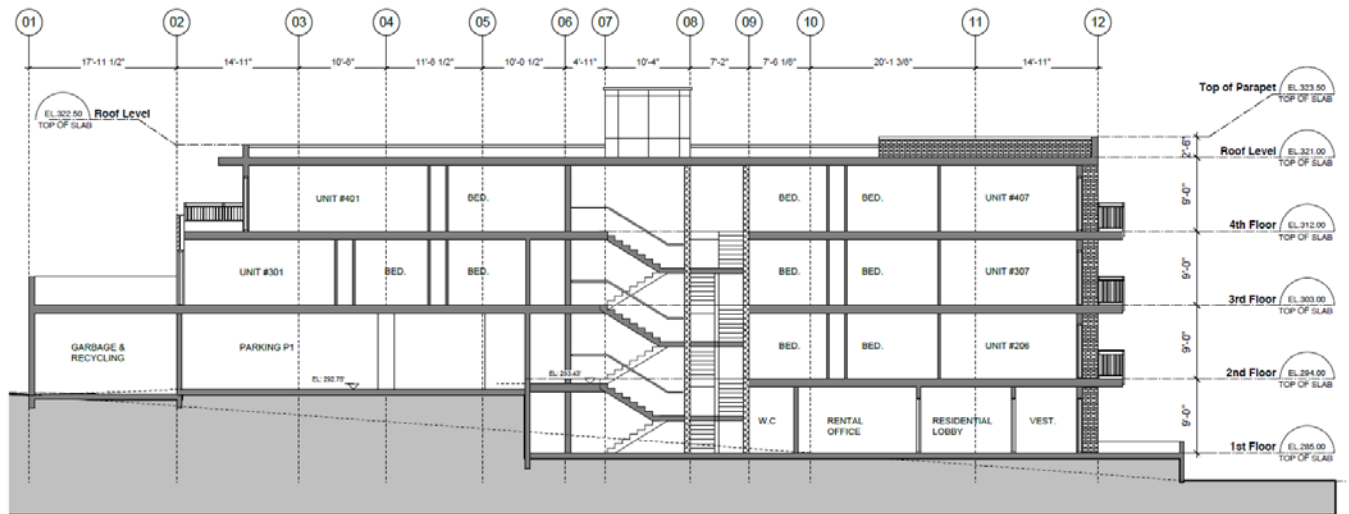 01 02 03 04 05 06 07 08 09 10 11 12
17'-11 1/2" 14'-11" 10'-8" 11'-8 1/2" 10'-0 1/2" 4'-11" 10'-4" 7'-2" 7'-6 1/8" 20'-1 3/8" 14'-11"
EL.322.50 Roof Level
TOP OF SLAB
Top of Parapet EL.323.50
TOP OF SLAB
2'-6"
Roof Level EL.321.00
TOP OF SLAB
UNIT #401 BED. BED. BED. UNIT #407
9'-0"
4th Floor EL.312.00
TOP OF SLAB
UNIT #301 BED. BED. BED. BED. UNIT #307
9'-0"
3rd Floor EL.303.00
TOP OF SLAB
GARBAGE &
RECYCLING
PARKING P1 BED. BED. UNIT #206
9'-0"
EL: 292.75' EL: 293.43'
2nd Floor EL.294.00
TOP OF SLAB
W.C
RENTAL
OFFICE
RESIDENTIAL
LOBBY
VEST.
9'-0"
1st Floor EL.285.00
TOP OF SLAB